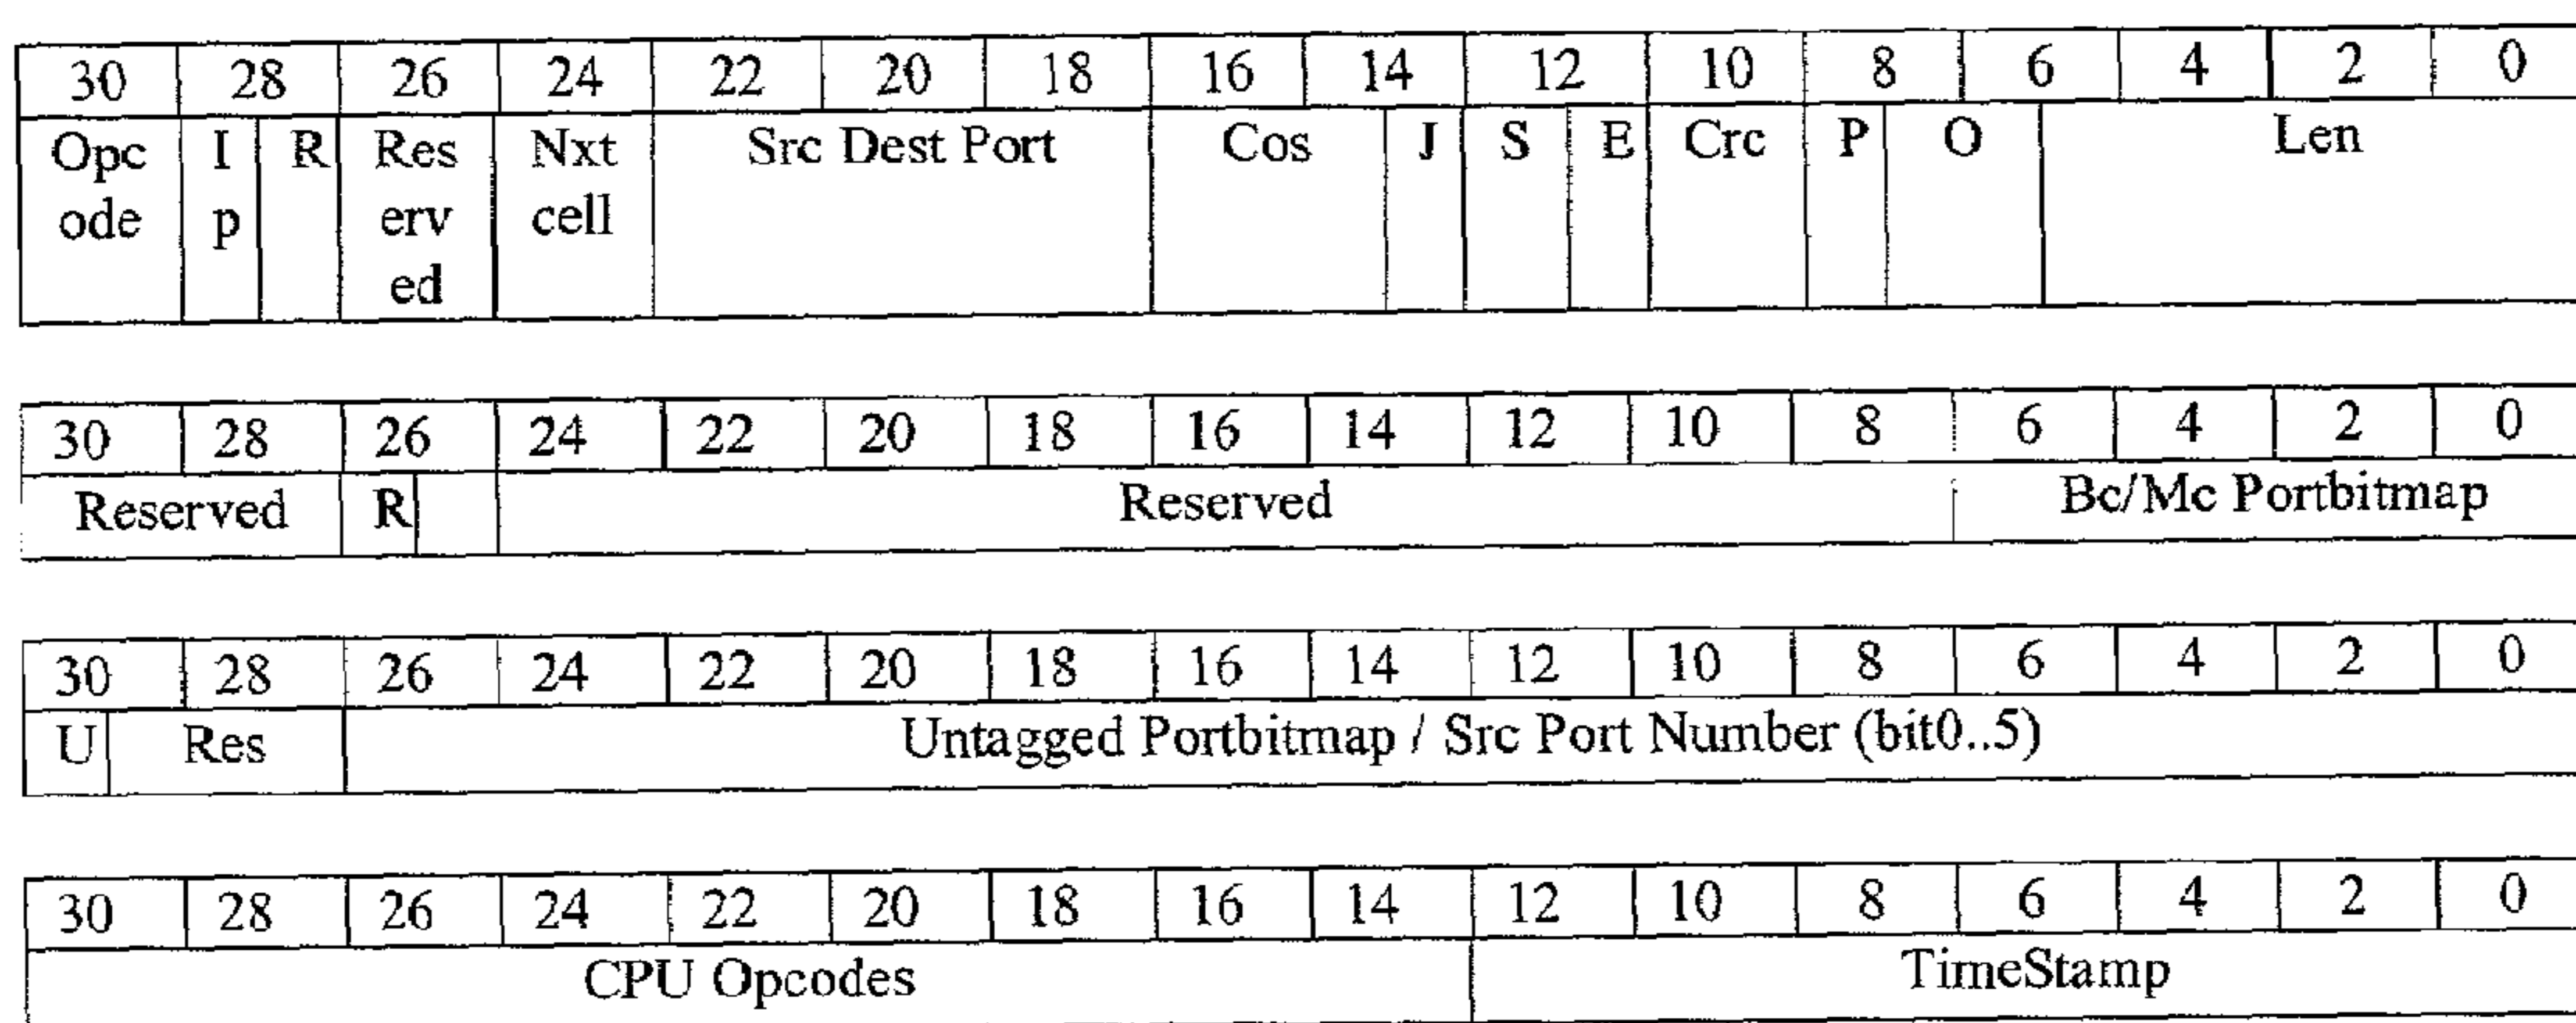 30 28 26 24 22 20 18 16 14 12 10 8 6 4 2 0
Opc I R Res Nxt Src Dest Port Cos J S E Crc P O Len
ode p erv cell
ed
30 28 26 24 22 20 18 16 14 12 10 8 6 4 2 0
Reserved R Reserved Bc/Mc Portbitmap
30 28 26 24 22 20 18 16 14 12 10 8 6 4 2 0
U Res Untagged Portbitmap / Src Port Number (bit0..5)
30 28 26 24 22 20 18 16 14 12 10 8 6 4 2 0
CPU Opcodes TimeStamp